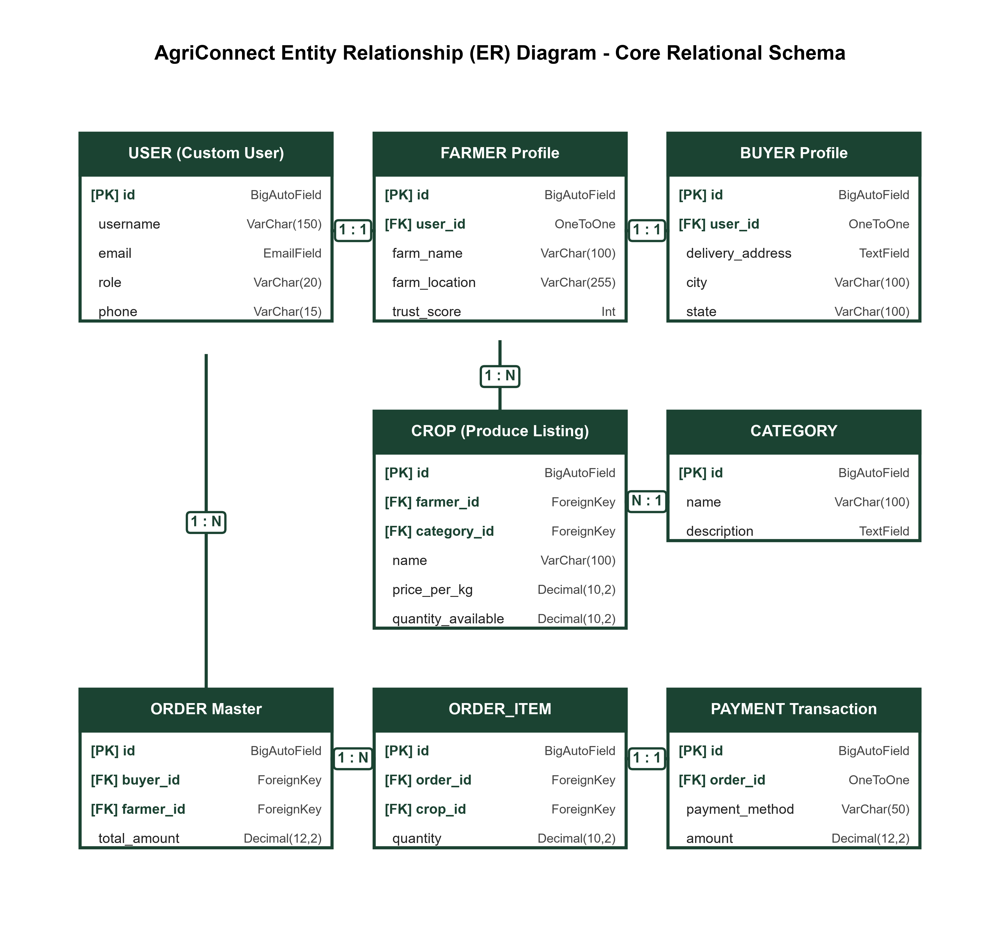 AgriConnect Entity Relationship (ER) Diagram - Core Relational Schema
USER (Custom User)
[PK] id BigAutoField
username VarChar(150)
email EmailField
role VarChar(20)
phone VarChar(15)
1 : 1
FARMER Profile
[PK] id BigAutoField
[FK] user_id OneToOne
farm_name VarChar(100)
farm_location VarChar(255)
trust_score Int
1 : 1
BUYER Profile
[PK] id BigAutoField
[FK] user_id OneToOne
delivery_address TextField
city VarChar(100)
state VarChar(100)
1 : N
1 : N
CROP (Produce Listing)
[PK] id BigAutoField
[FK] farmer_id ForeignKey
[FK] category_id ForeignKey
name VarChar(100)
price_per_kg Decimal(10,2)
quantity_available Decimal(10,2)
N : 1
CATEGORY
[PK] id BigAutoField
name VarChar(100)
description TextField
ORDER Master
[PK] id BigAutoField
[FK] buyer_id ForeignKey
[FK] farmer_id ForeignKey
total_amount Decimal(12,2)
1 : N
ORDER_ITEM
[PK] id BigAutoField
[FK] order_id ForeignKey
[FK] crop_id ForeignKey
quantity Decimal(10,2)
1 : 1
PAYMENT Transaction
[PK] id BigAutoField
[FK] order_id OneToOne
payment_method VarChar(50)
amount Decimal(12,2)